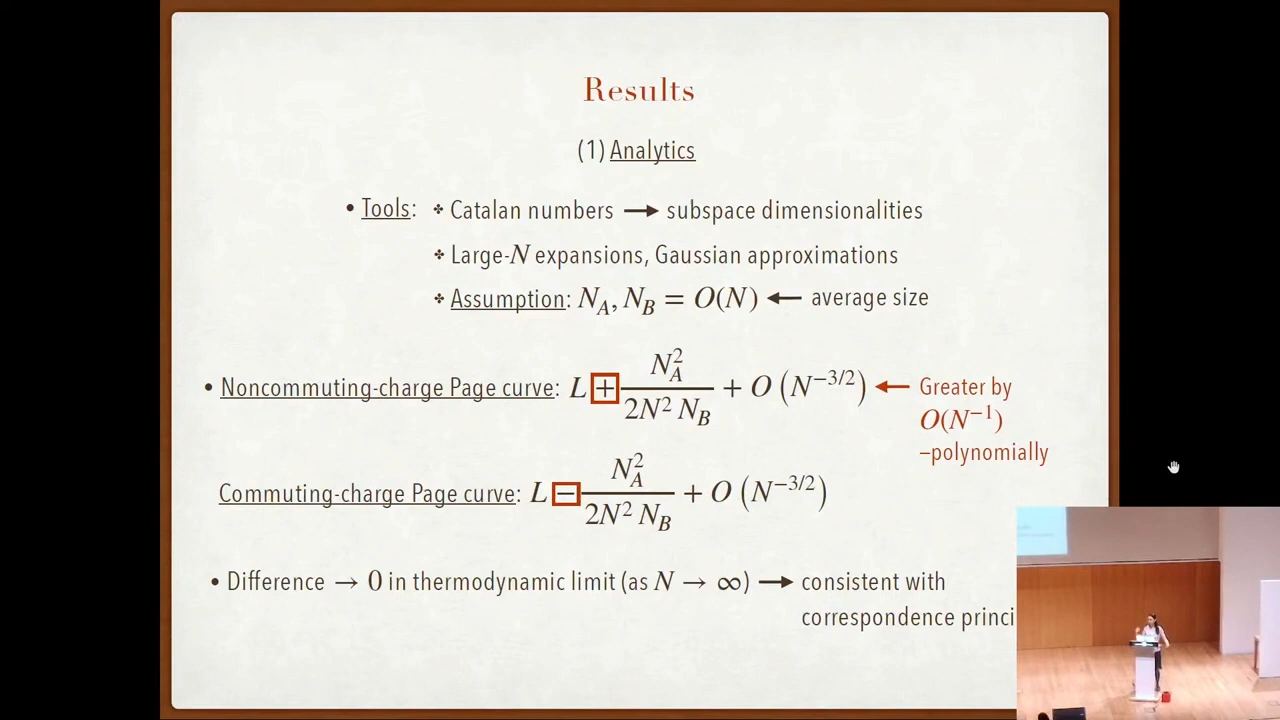 Results
(1) Analytics
• Tools: ✤ Catalan numbers → subspace dimensionalities
✤ Large-N expansions, Gaussian approximations
✤ Assumption: N_A, N_B = O(N) ← average size
• Noncommuting-charge Page curve: L + N_A^2 / (2N^2 N_B) + O (N^{-3/2}) ← Greater by
O(N^{-1})
–polynomially
Commuting-charge Page curve: L − N_A^2 / (2N^2 N_B) + O (N^{-3/2})
• Difference → 0 in thermodynamic limit (as N → ∞) → consistent with
correspondence princi